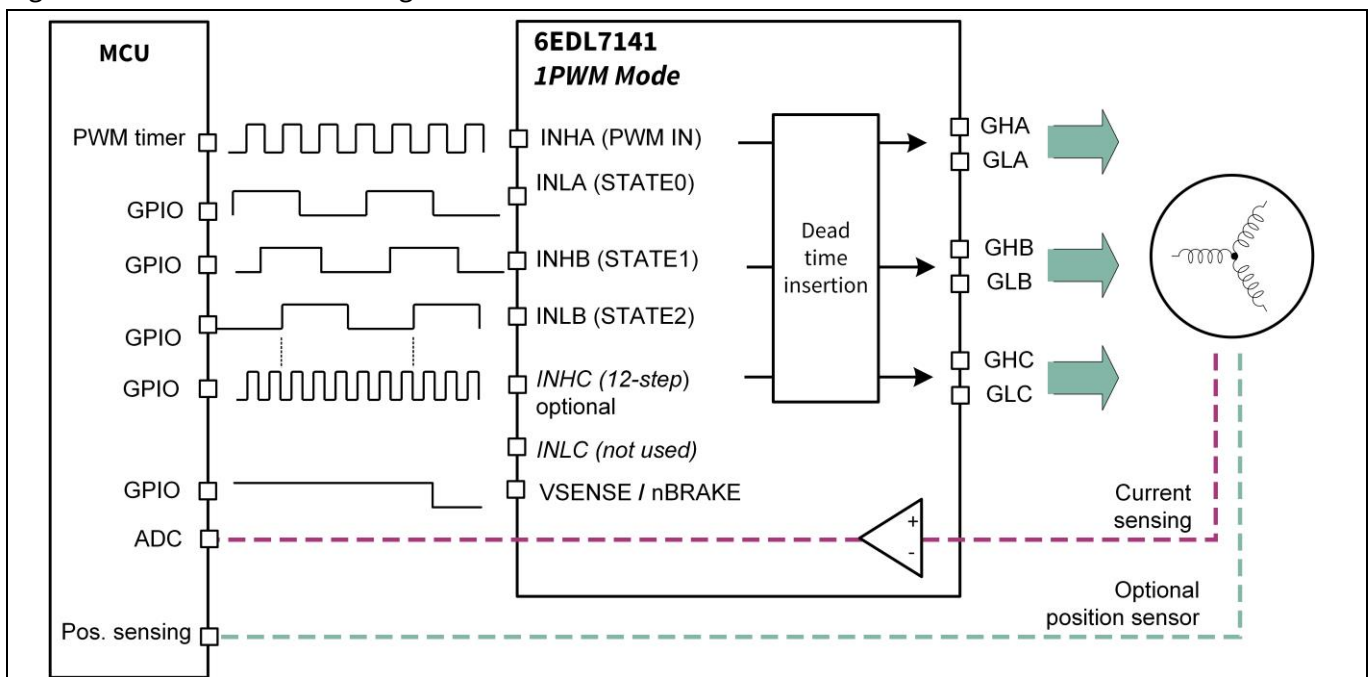 MCU
6EDL7141
1PWM Mode
PWM timer
INHA (PWM IN)
GHA
GLA
GPIO
INLA (STATE0)
GPIO
INHB (STATE1)
Dead
time
insertion
GHB
GLB
GPIO
INLB (STATE2)
GPIO
INHC (12-step)
optional
GHC
GLC
INLC (not used)
GPIO
VSENSE / nBRAKE
ADC
+
-
Current
sensing
Pos. sensing
Optional
position sensor